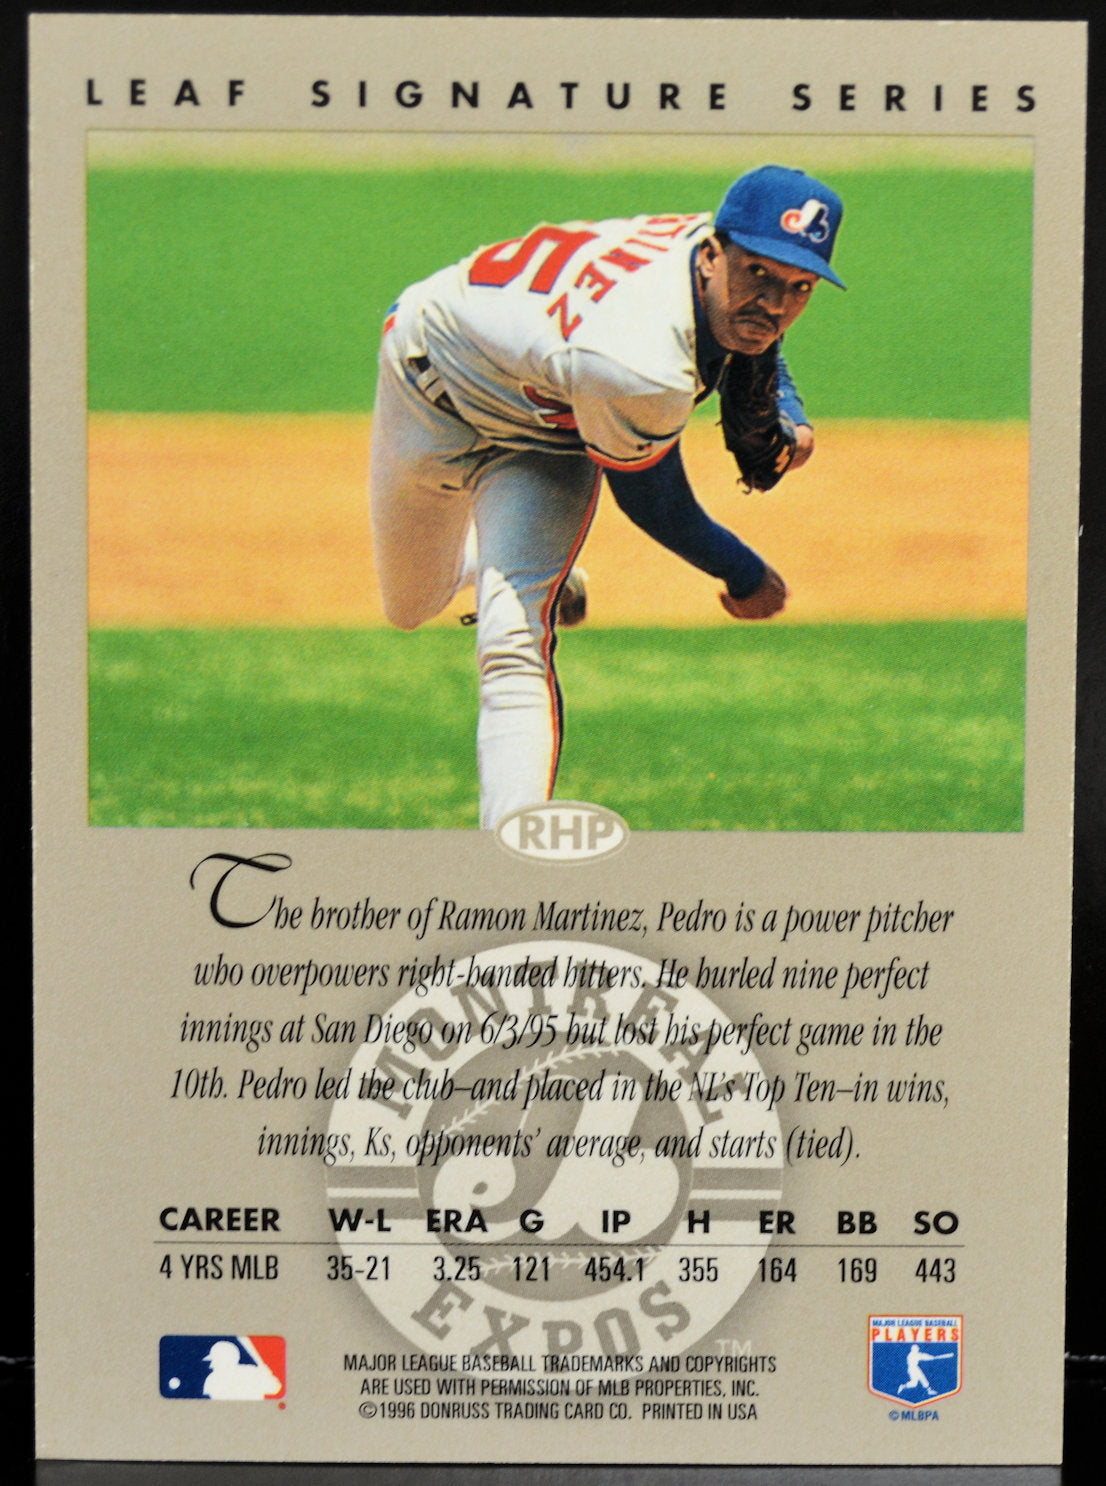 LEAF SIGNATURE SERIES
RHP
The brother of Ramon Martinez, Pedro is a power pitcher
who overpowers right-handed hitters. He hurled nine perfect
innings at San Diego on 6/3/95 but lost his perfect game in the
10th. Pedro led the club–and placed in the NL's Top Ten–in wins,
innings, Ks, opponents' average, and starts (tied).
MONTREAL
EXPOS
TM
CAREER W-L ERA G IP H ER BB SO
4 YRS MLB 35-21 3.25 121 454.1 355 164 169 443
MAJOR LEAGUE BASEBALL TRADEMARKS AND COPYRIGHTS
ARE USED WITH PERMISSION OF MLB PROPERTIES, INC.
©1996 DONRUSS TRADING CARD CO. PRINTED IN USA
MAJOR LEAGUE BASEBALL
PLAYERS
©MLBPA